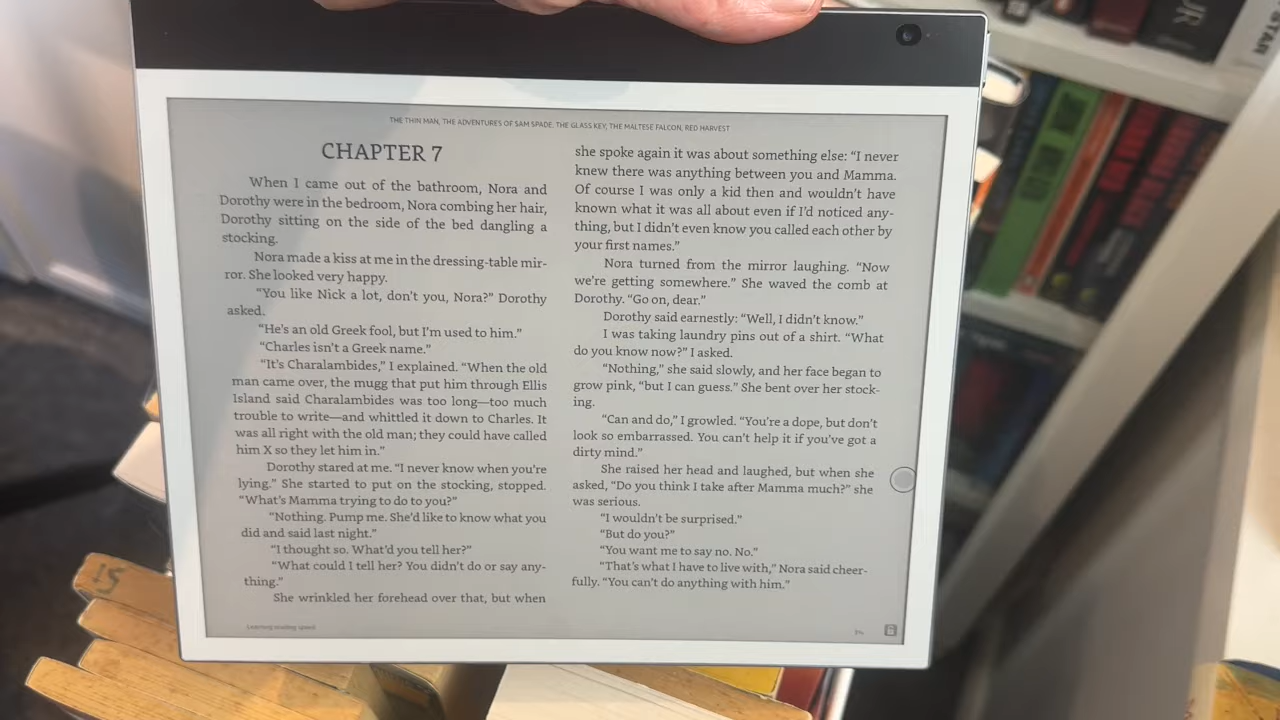 THE THIN MAN, THE ADVENTURES OF SAM SPADE, THE GLASS KEY, THE MALTESE FALCON, RED HARVEST
CHAPTER 7
When I came out of the bathroom, Nora and
Dorothy were in the bedroom, Nora combing her hair,
Dorothy sitting on the side of the bed dangling a
stocking.
Nora made a kiss at me in the dressing-table mir-
ror. She looked very happy.
“You like Nick a lot, don’t you, Nora?” Dorothy
asked.
“He’s an old Greek fool, but I’m used to him.”
“Charles isn’t a Greek name.”
“It’s Charalambides,” I explained. “When the old
man came over, the mugg that put him through Ellis
Island said Charalambides was too long—too much
trouble to write—and whittled it down to Charles. It
was all right with the old man; they could have called
him X so they let him in.”
Dorothy stared at me. “I never know when you’re
lying.” She started to put on the stocking, stopped.
“What’s Mamma trying to do to you?”
“Nothing. Pump me. She’d like to know what you
did and said last night.”
“I thought so. What’d you tell her?”
“What could I tell her? You didn’t do or say any-
thing.”
She wrinkled her forehead over that, but when
she spoke again it was about something else: “I never
knew there was anything between you and Mamma.
Of course I was only a kid then and wouldn’t have
known what it was all about even if I’d noticed any-
thing, but I didn’t even know you called each other by
your first names.”
Nora turned from the mirror laughing. “Now
we’re getting somewhere.” She waved the comb at
Dorothy. “Go on, dear.”
Dorothy said earnestly: “Well, I didn’t know.”
I was taking laundry pins out of a shirt. “What
do you know now?” I asked.
“Nothing,” she said slowly, and her face began to
grow pink, “but I can guess.” She bent over her stock-
ing.
“Can and do,” I growled. “You’re a dope, but don’t
look so embarrassed. You can’t help it if you’ve got a
dirty mind.”
She raised her head and laughed, but when she
asked, “Do you think I take after Mamma much?” she
was serious.
“I wouldn’t be surprised.”
“But do you?”
“You want me to say no. No.”
“That’s what I have to live with,” Nora said cheer-
fully. “You can’t do anything with him.”
Learning reading speed
15
JR
STAR